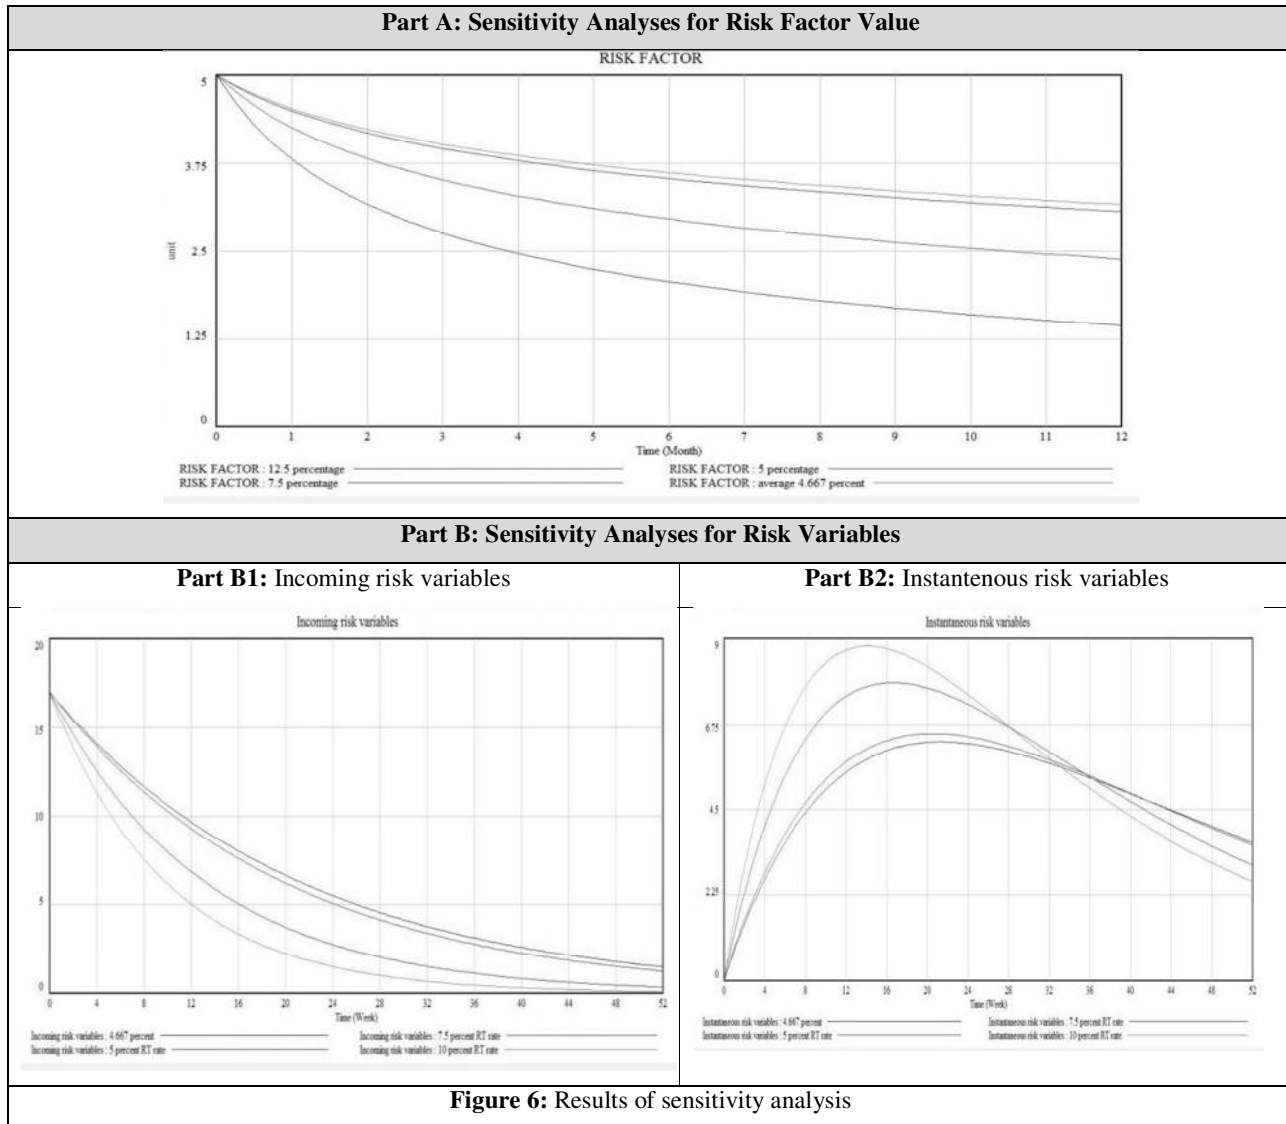 Part A: Sensitivity Analyses for Risk Factor Value
RISK FACTOR
5
3.75
2.5
1.25
0
unit
0 1 2 3 4 5 6 7 8 9 10 11 12
Time (Month)
RISK FACTOR : 12.5 percentage
RISK FACTOR : 5 percentage
RISK FACTOR : 7.5 percentage
RISK FACTOR : average 4.667 percent
Part B: Sensitivity Analyses for Risk Variables
Part B1: Incoming risk variables
Part B2: Instantenous risk variables
Incoming risk variables
20
15
10
5
0
0 4 8 12 16 20 24 28 32 36 40 44 48 52
Time (Week)
Incoming risk variables : 4.667 percent
Incoming risk variables : 7.5 percent RT rate
Incoming risk variables : 5 percent RT rate
Incoming risk variables : 10 percent RT rate
Instantaneous risk variables
9
6.75
4.5
2.25
0
0 4 8 12 16 20 24 28 32 36 40 44 48 52
Time (Week)
Instantaneous risk variables : 4.667 percent
Instantaneous risk variables : 7.5 percent RT rate
Instantaneous risk variables : 5 percent RT rate
Instantaneous risk variables : 10 percent RT rate
Figure 6: Results of sensitivity analysis